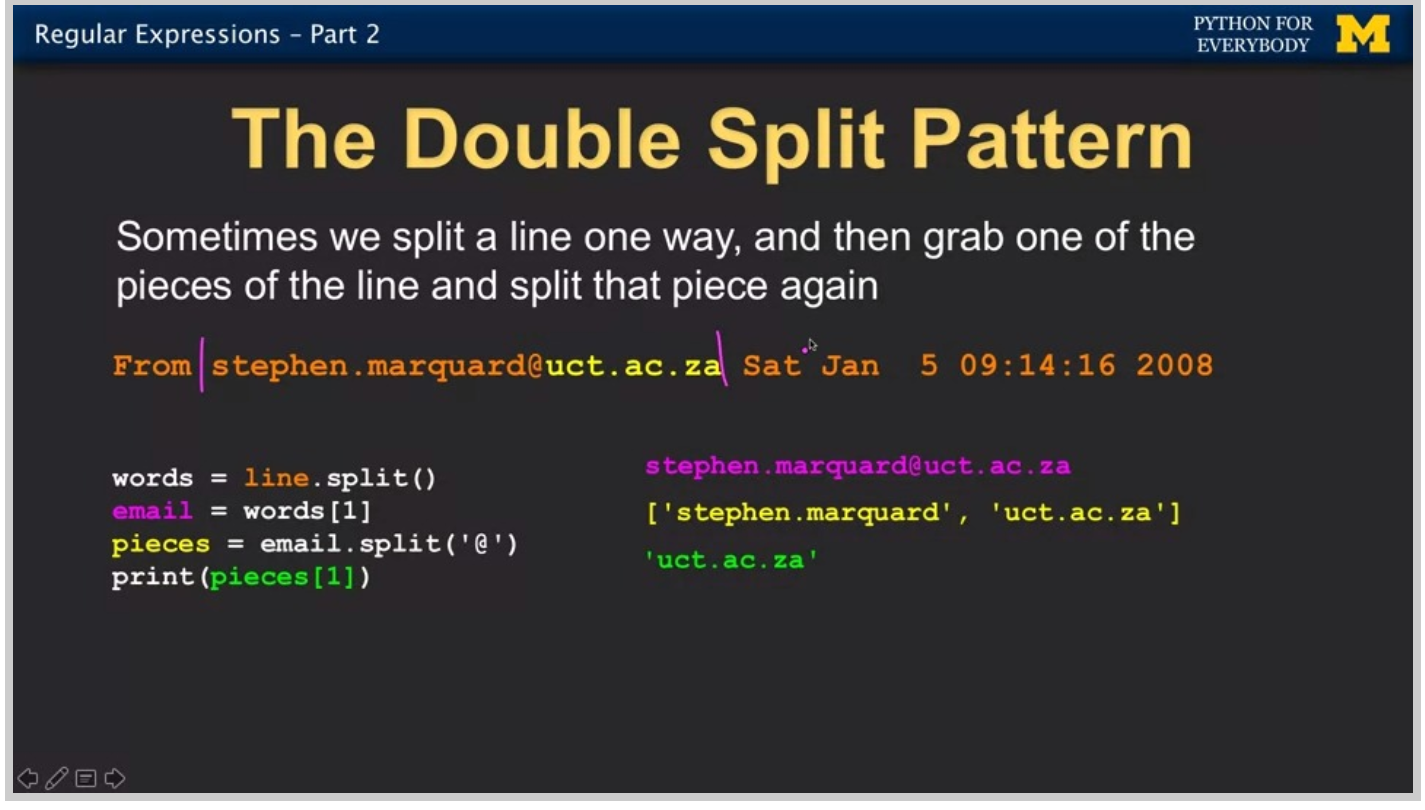 Regular Expressions – Part 2
PYTHON FOR
EVERYBODY
M
The Double Split Pattern
Sometimes we split a line one way, and then grab one of the
pieces of the line and split that piece again
From stephen.marquard@uct.ac.za Sat Jan  5 09:14:16 2008
words = line.split()
email = words[1]
pieces = email.split('@')
print(pieces[1])
stephen.marquard@uct.ac.za
['stephen.marquard', 'uct.ac.za']
'uct.ac.za'